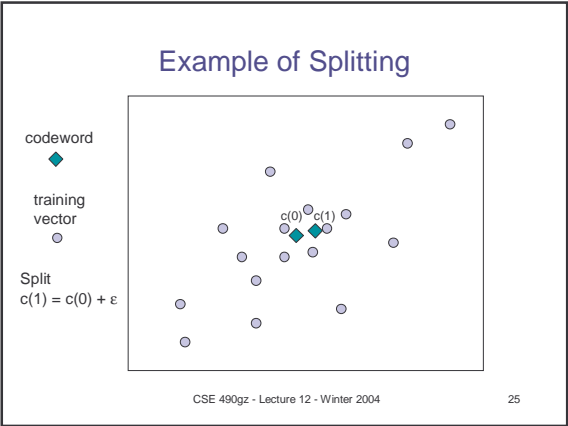 Example of Splitting
codeword
training
vector
Split
c(1) = c(0) + ε
c(0) c(1)
CSE 490gz - Lecture 12 - Winter 2004
25